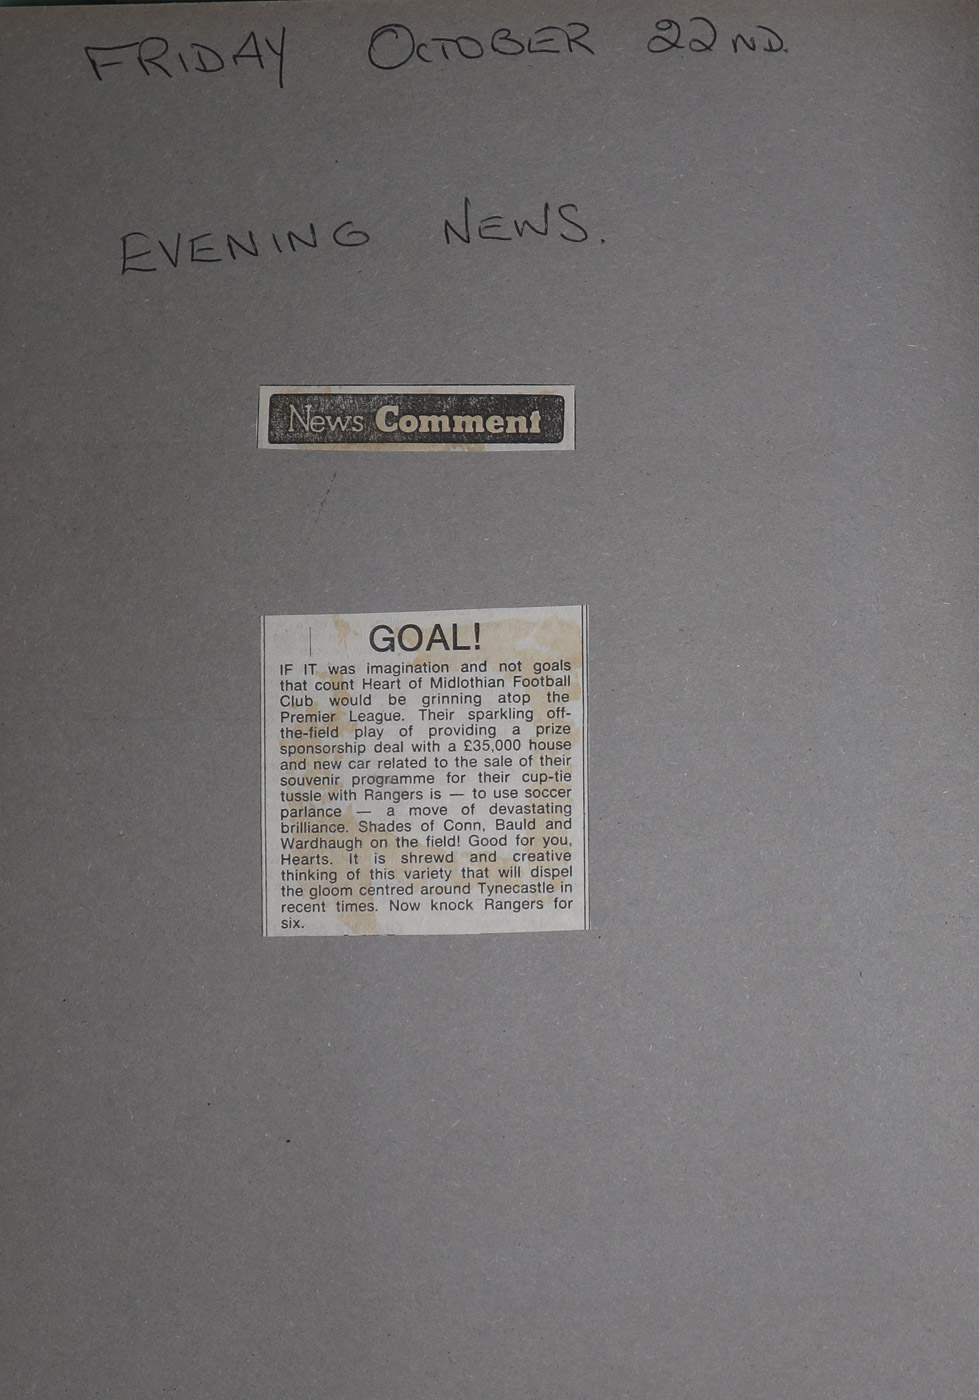 FRIDAY OCTOBER 22ND.
EVENING NEWS.
News Comment
GOAL!
IF IT was imagination and not goals
that count Heart of Midlothian Football
Club would be grinning atop the
Premier League. Their sparkling off-
the-field play of providing a prize
sponsorship deal with a £35,000 house
and new car related to the sale of their
souvenir programme for their cup-tie
tussle with Rangers is — to use soccer
parlance — a move of devastating
brilliance. Shades of Conn, Bauld and
Wardhaugh on the field! Good for you,
Hearts. It is shrewd and creative
thinking of this variety that will dispel
the gloom centred around Tynecastle in
recent times. Now knock Rangers for
six.